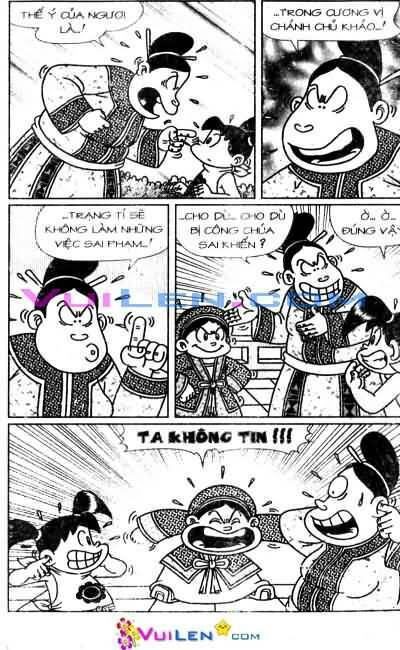 THẾ Ý CỦA NGƯƠI
LÀ...!
...TRONG CƯƠNG VỊ
CHÁNH CHỦ KHẢO...!
...TRẠNG TÍ SẼ
KHÔNG LÀM NHỮNG
VIỆC SAI PHẠM...!
...CHO DÙ... CHO DÙ
BỊ CÔNG CHÚA
SAI KHIẾN ?
Ờ... Ờ...
ĐÚNG VẬY
VUILEN.COM
TA KHÔNG TIN !!!
VUILEN.COM